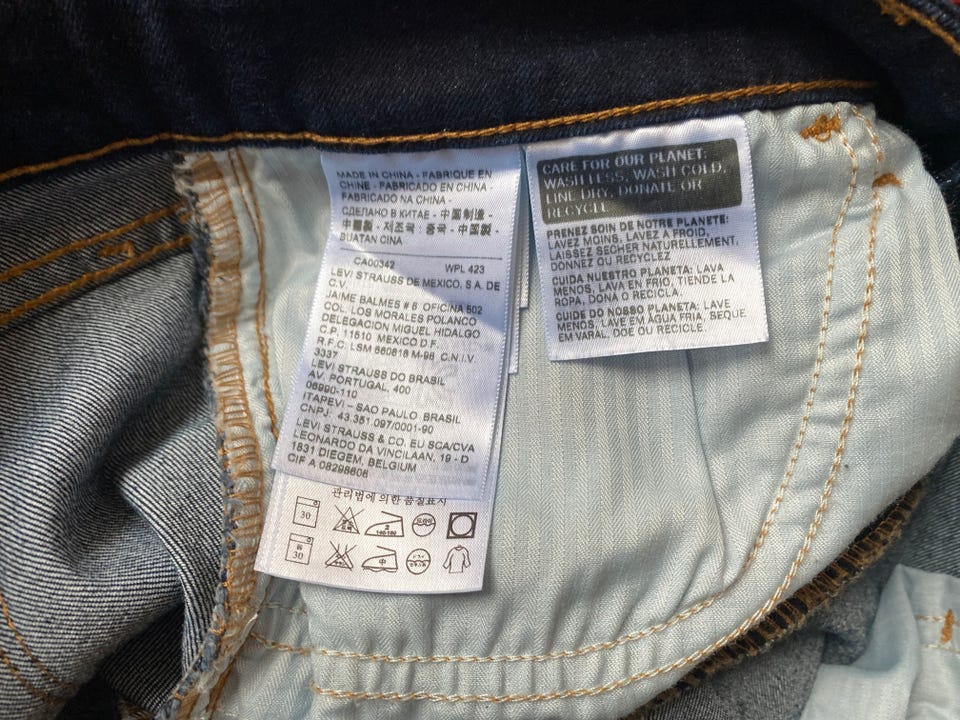 MADE IN CHINA - FABRIQUE EN
CHINE - FABRICADO EN CHINA -
FABRICADO NA CHINA -
СДЕЛАНО В КИТАЕ - 中国制造 -
中國製 - 제조국 : 중국 - 中国製 -
BUATAN CINA
CA00342 WPL 423
LEVI STRAUSS DE MEXICO, S.A. DE
C.V.
JAIME BALMES # 8 OFICINA 502
COL. LOS MORALES POLANCO
DELEGACION MIGUEL HIDALGO
C.P. 11510 MEXICO D.F.
R.F.C. LSM 660618 M-98 C.N.I.V.
3337
LEVI STRAUSS DO BRASIL
AV. PORTUGAL, 400
06690-110
ITAPEVI – SAO PAULO BRASIL
CNPJ: 43.351.097/0001-90
LEVI STRAUSS & CO. EU SCA/CVA
LEONARDO DA VINCILAAN, 19 - D
1831 DIEGEM, BELGIUM
CIF A 08298606
관리법에 의한 품질표시
30
30
中
CARE FOR OUR PLANET:
WASH LESS, WASH COLD,
LINE DRY, DONATE OR
RECYCLE.
PRENEZ SOIN DE NOTRE PLANETE:
LAVEZ MOINS, LAVEZ A FROID,
LAISSEZ SECHER NATURELLEMENT,
DONNEZ OU RECYCLEZ
CUIDA NUESTRO PLANETA: LAVA
MENOS, LAVA EN FRIO, TIENDE LA
ROPA, DONA O RECICLA.
CUIDE DO NOSSO PLANETA: LAVE
MENOS, LAVE EM AGUA FRIA, SEQUE
EM VARAL, DOE OU RECICLE.